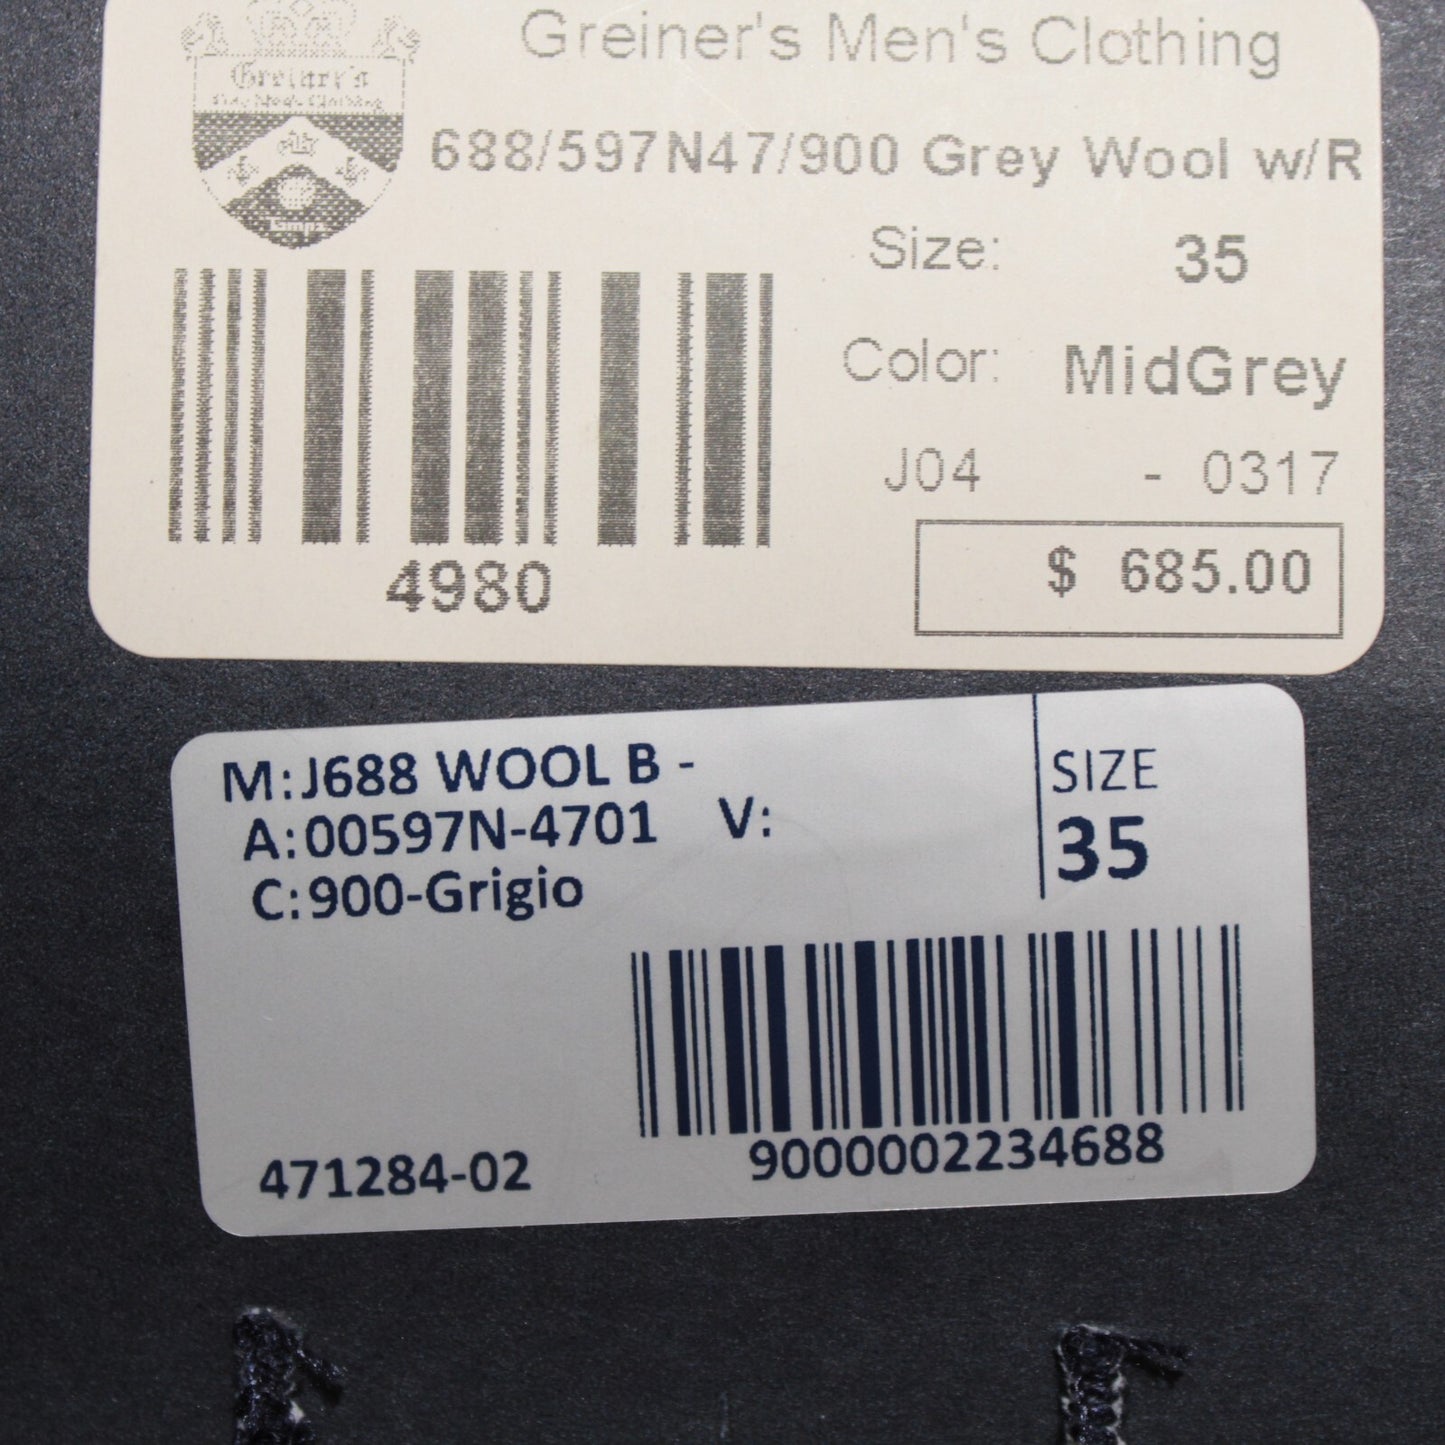 Greiner's Men's Clothing
Greiner's
688/597N47/900 Grey Wool w/R
Size: 35
Color: MidGrey
J04 - 0317
$ 685.00
4980
M:J688 WOOL B -
A:00597N-4701 V:
C:900-Grigio
SIZE
35
471284-02
9000002234688